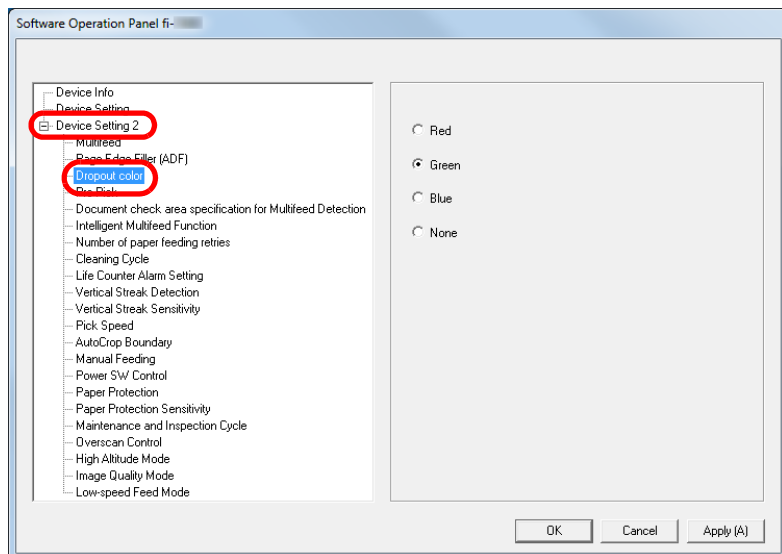 Software Operation Panel fi-
Device Info
Device Setting
Device Setting 2
Multifeed
Page Edge Filler (ADF)
Dropout color
Pre-Pick
Document check area specification for Multifeed Detection
Intelligent Multifeed Function
Number of paper feeding retries
Cleaning Cycle
Life Counter Alarm Setting
Vertical Streak Detection
Vertical Streak Sensitivity
Pick Speed
AutoCrop Boundary
Manual Feeding
Power SW Control
Paper Protection
Paper Protection Sensitivity
Maintenance and Inspection Cycle
Overscan Control
High Altitude Mode
Image Quality Mode
Low-speed Feed Mode
Red
Green
Blue
None
OK Cancel Apply (A)